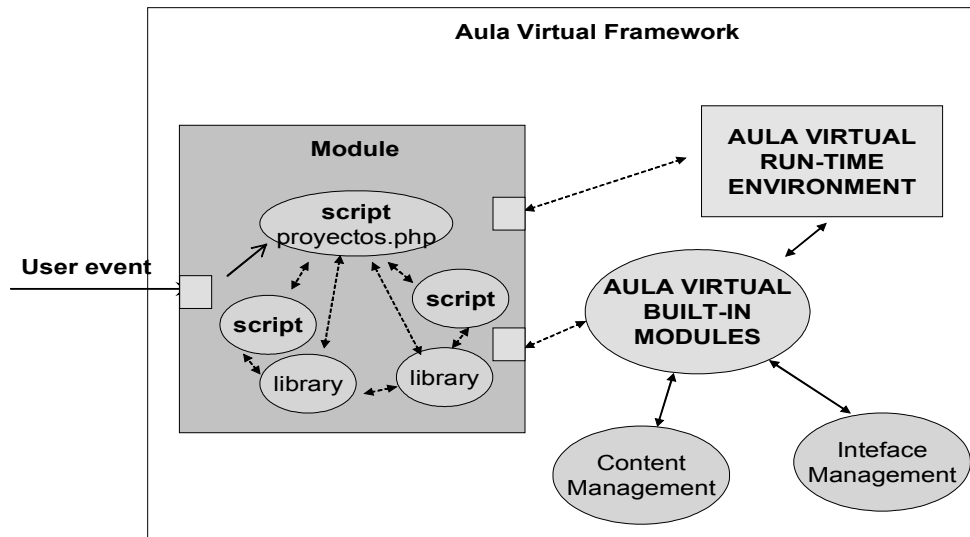 Aula Virtual Framework
Module
script
proyectos.php
User event
script
script
library
library
AULA VIRTUAL
RUN-TIME
ENVIRONMENT
AULA VIRTUAL
BUILT-IN
MODULES
Content
Management
Inteface
Management